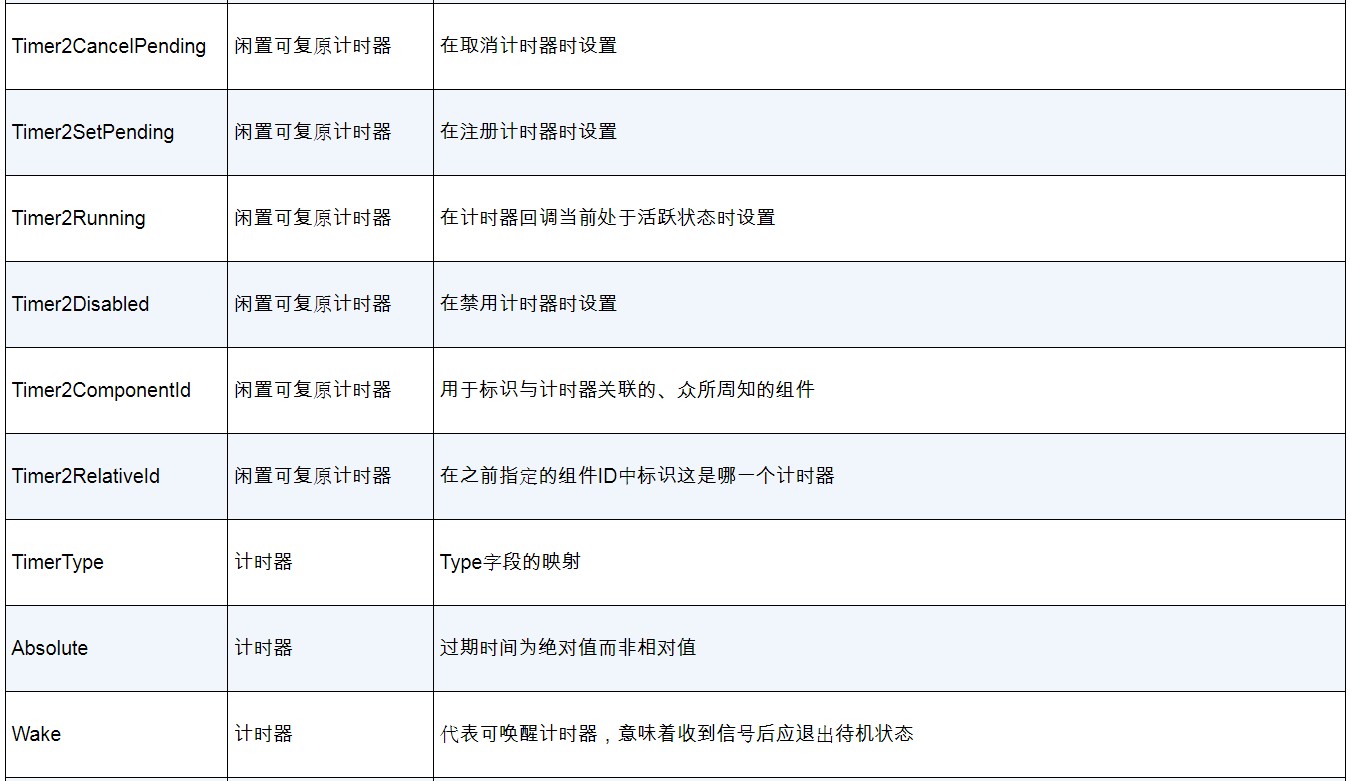 Timer2CancelPending 闲置可复原计时器 在取消计时器时设置
Timer2SetPending 闲置可复原计时器 在注册计时器时设置
Timer2Running 闲置可复原计时器 在计时器回调当前处于活跃状态时设置
Timer2Disabled 闲置可复原计时器 在禁用计时器时设置
Timer2ComponentId 闲置可复原计时器 用于标识与计时器关联的、众所周知的组件
Timer2RelativeId 闲置可复原计时器 在之前指定的组件ID中标识这是哪一个计时器
TimerType 计时器 Type字段的映射
Absolute 计时器 过期时间为绝对值而非相对值
Wake 计时器 代表可唤醒计时器，意味着收到信号后应退出待机状态